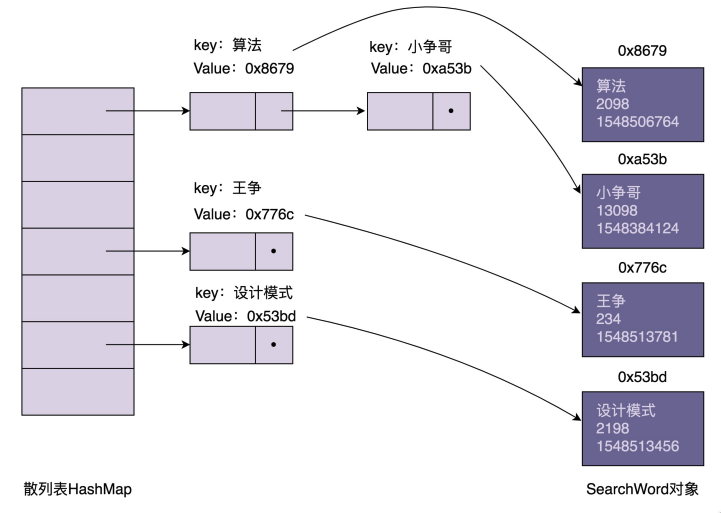 key：算法
Value：0x8679
key：小争哥
Value：0xa53b
0x8679
算法
2098
1548506764
0xa53b
小争哥
13098
1548384124
key：王争
Value：0x776c
0x776c
王争
234
1548513781
key：设计模式
Value：0x53bd
0x53bd
设计模式
2198
1548513456
散列表HashMap
SearchWord对象